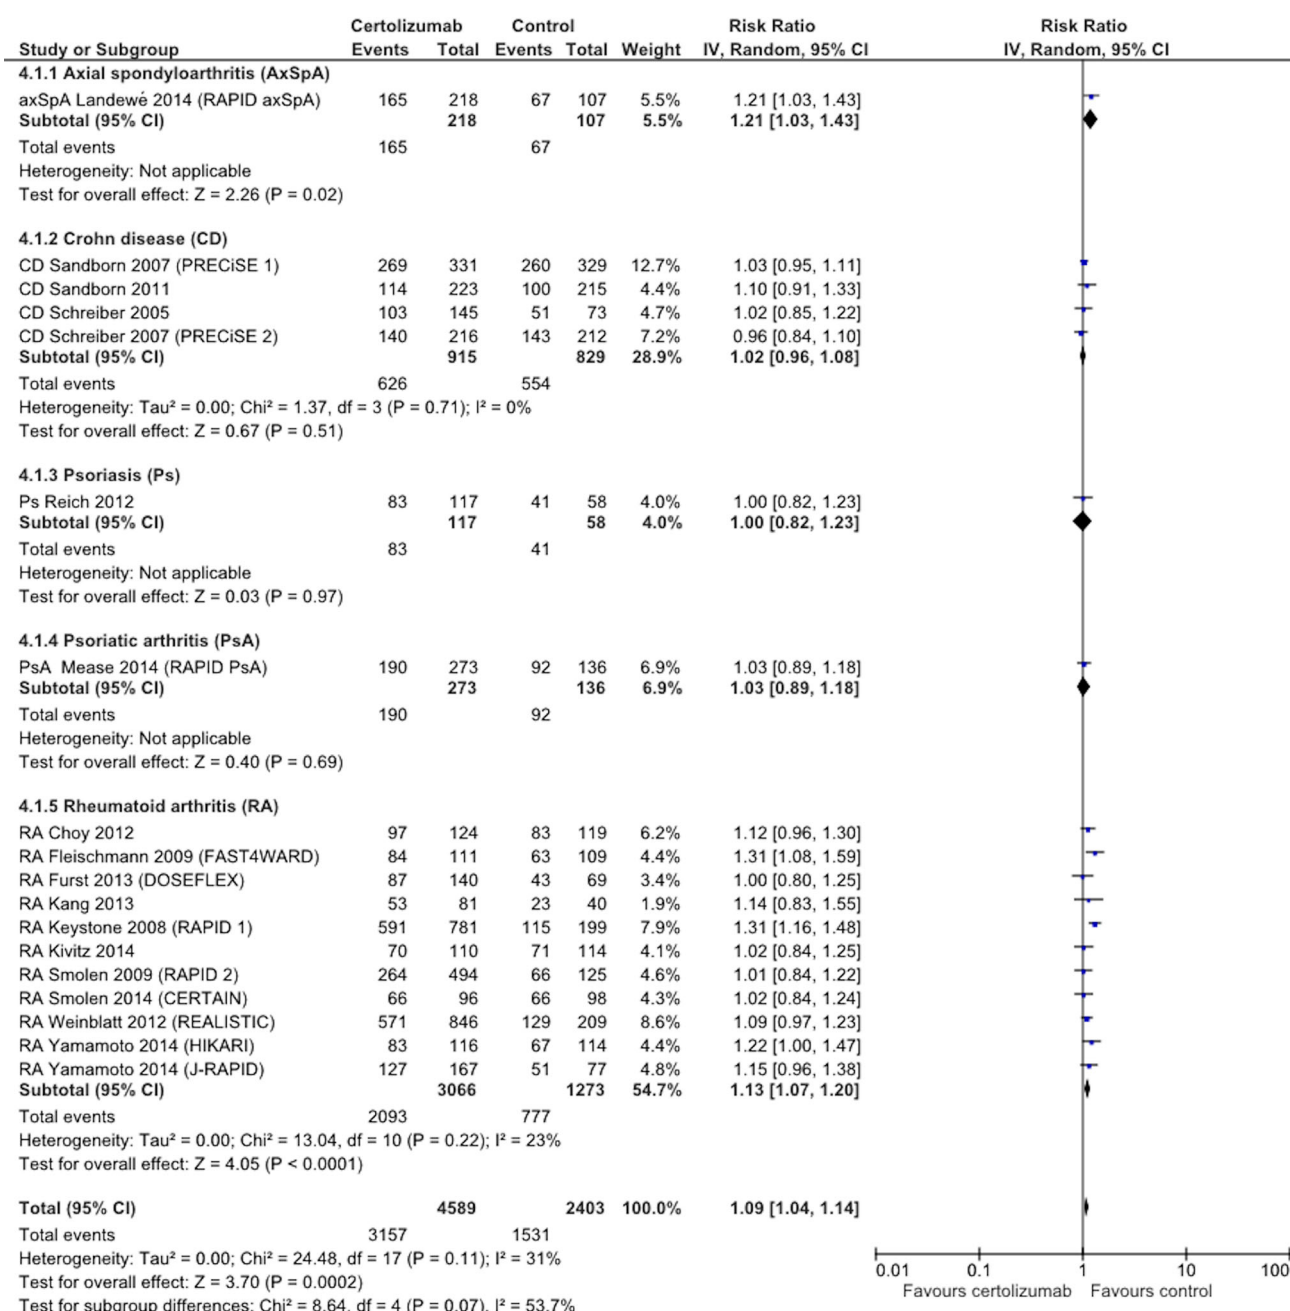 Certolizumab Control Risk Ratio Risk Ratio
Study or Subgroup Events Total Events Total Weight IV, Random, 95% CI IV, Random, 95% CI
4.1.1 Axial spondyloarthritis (AxSpA)
axSpA Landewé 2014 (RAPID axSpA) 165 218 67 107 5.5% 1.21 [1.03, 1.43]
Subtotal (95% CI) 218 107 5.5% 1.21 [1.03, 1.43]
Total events 165 67
Heterogeneity: Not applicable
Test for overall effect: Z = 2.26 (P = 0.02)
4.1.2 Crohn disease (CD)
CD Sandborn 2007 (PRECiSE 1) 269 331 260 329 12.7% 1.03 [0.95, 1.11]
CD Sandborn 2011 114 223 100 215 4.4% 1.10 [0.91, 1.33]
CD Schreiber 2005 103 145 51 73 4.7% 1.02 [0.85, 1.22]
CD Schreiber 2007 (PRECiSE 2) 140 216 143 212 7.2% 0.96 [0.84, 1.10]
Subtotal (95% CI) 915 829 28.9% 1.02 [0.96, 1.08]
Total events 626 554
Heterogeneity: Tau² = 0.00; Chi² = 1.37, df = 3 (P = 0.71); I² = 0%
Test for overall effect: Z = 0.67 (P = 0.51)
4.1.3 Psoriasis (Ps)
Ps Reich 2012 83 117 41 58 4.0% 1.00 [0.82, 1.23]
Subtotal (95% CI) 117 58 4.0% 1.00 [0.82, 1.23]
Total events 83 41
Heterogeneity: Not applicable
Test for overall effect: Z = 0.03 (P = 0.97)
4.1.4 Psoriatic arthritis (PsA)
PsA Mease 2014 (RAPID PsA) 190 273 92 136 6.9% 1.03 [0.89, 1.18]
Subtotal (95% CI) 273 136 6.9% 1.03 [0.89, 1.18]
Total events 190 92
Heterogeneity: Not applicable
Test for overall effect: Z = 0.40 (P = 0.69)
4.1.5 Rheumatoid arthritis (RA)
RA Choy 2012 97 124 83 119 6.2% 1.12 [0.96, 1.30]
RA Fleischmann 2009 (FAST4WARD) 84 111 63 109 4.4% 1.31 [1.08, 1.59]
RA Furst 2013 (DOSEFLEX) 87 140 43 69 3.4% 1.00 [0.80, 1.25]
RA Kang 2013 53 81 23 40 1.9% 1.14 [0.83, 1.55]
RA Keystone 2008 (RAPID 1) 591 781 115 199 7.9% 1.31 [1.16, 1.48]
RA Kivitz 2014 70 110 71 114 4.1% 1.02 [0.84, 1.25]
RA Smolen 2009 (RAPID 2) 264 494 66 125 4.6% 1.01 [0.84, 1.22]
RA Smolen 2014 (CERTAIN) 66 96 66 98 4.3% 1.02 [0.84, 1.24]
RA Weinblatt 2012 (REALISTIC) 571 846 129 209 8.6% 1.09 [0.97, 1.23]
RA Yamamoto 2014 (HIKARI) 83 116 67 114 4.4% 1.22 [1.00, 1.47]
RA Yamamoto 2014 (J-RAPID) 127 167 51 77 4.8% 1.15 [0.96, 1.38]
Subtotal (95% CI) 3066 1273 54.7% 1.13 [1.07, 1.20]
Total events 2093 777
Heterogeneity: Tau² = 0.00; Chi² = 13.04, df = 10 (P = 0.22); I² = 23%
Test for overall effect: Z = 4.05 (P < 0.0001)
Total (95% CI) 4589 2403 100.0% 1.09 [1.04, 1.14]
Total events 3157 1531
Heterogeneity: Tau² = 0.00; Chi² = 24.48, df = 17 (P = 0.11); I² = 31%
Test for overall effect: Z = 3.70 (P = 0.0002)
Test for subgroup differences: Chi² = 8.64, df = 4 (P = 0.07), I² = 53.7%
0.01 0.1 1 10 100
Favours certolizumab Favours control